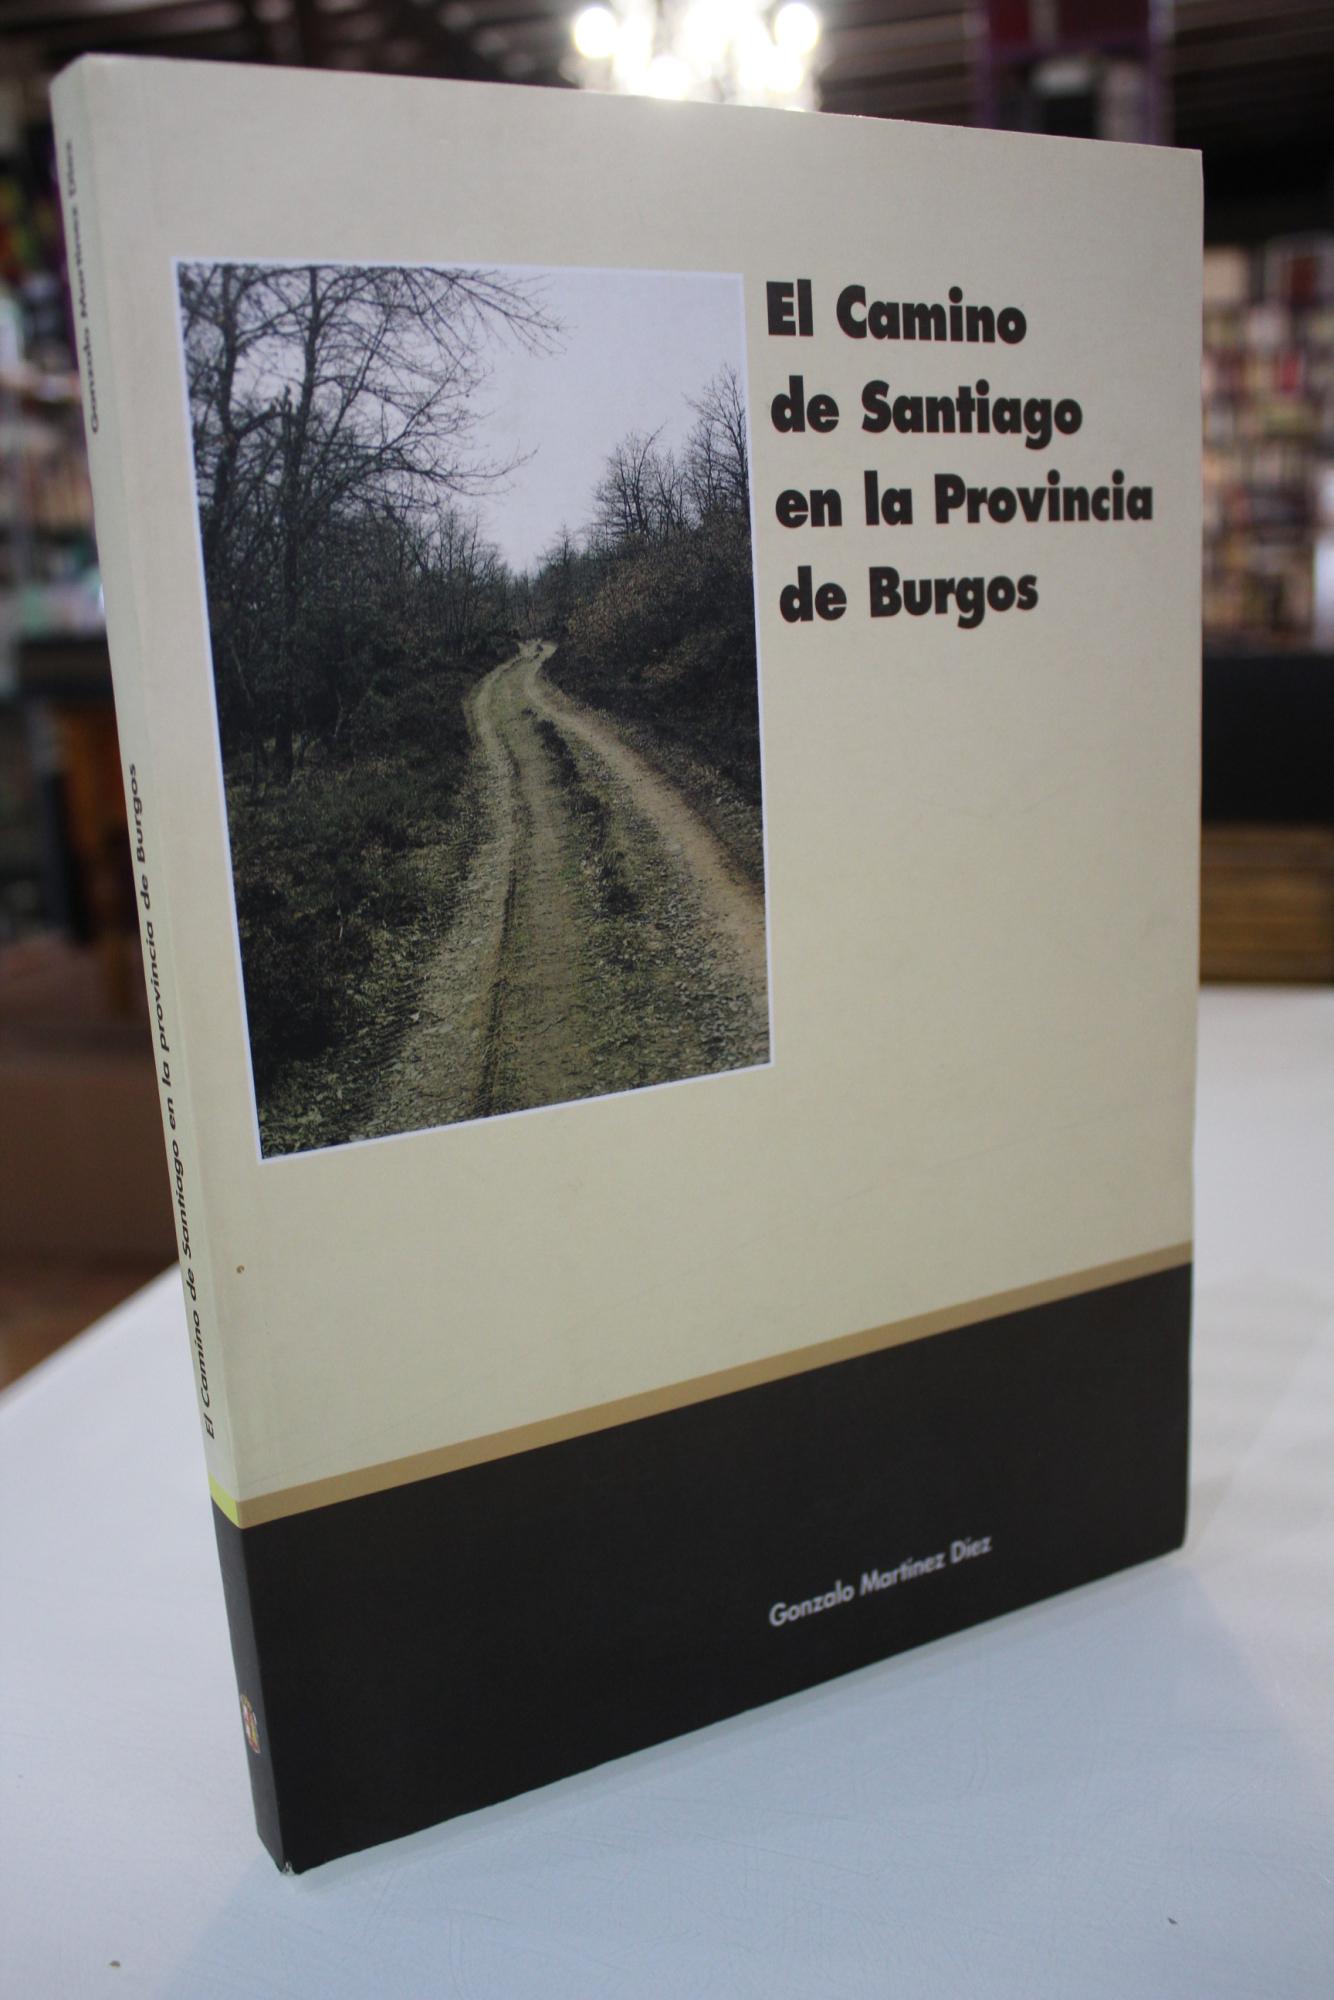 El Camino
de Santiago
en la Provincia
de Burgos
Gonzalo Martínez Díez
Gonzalo Martínez Díez
El Camino de Santiago en la provincia de Burgos